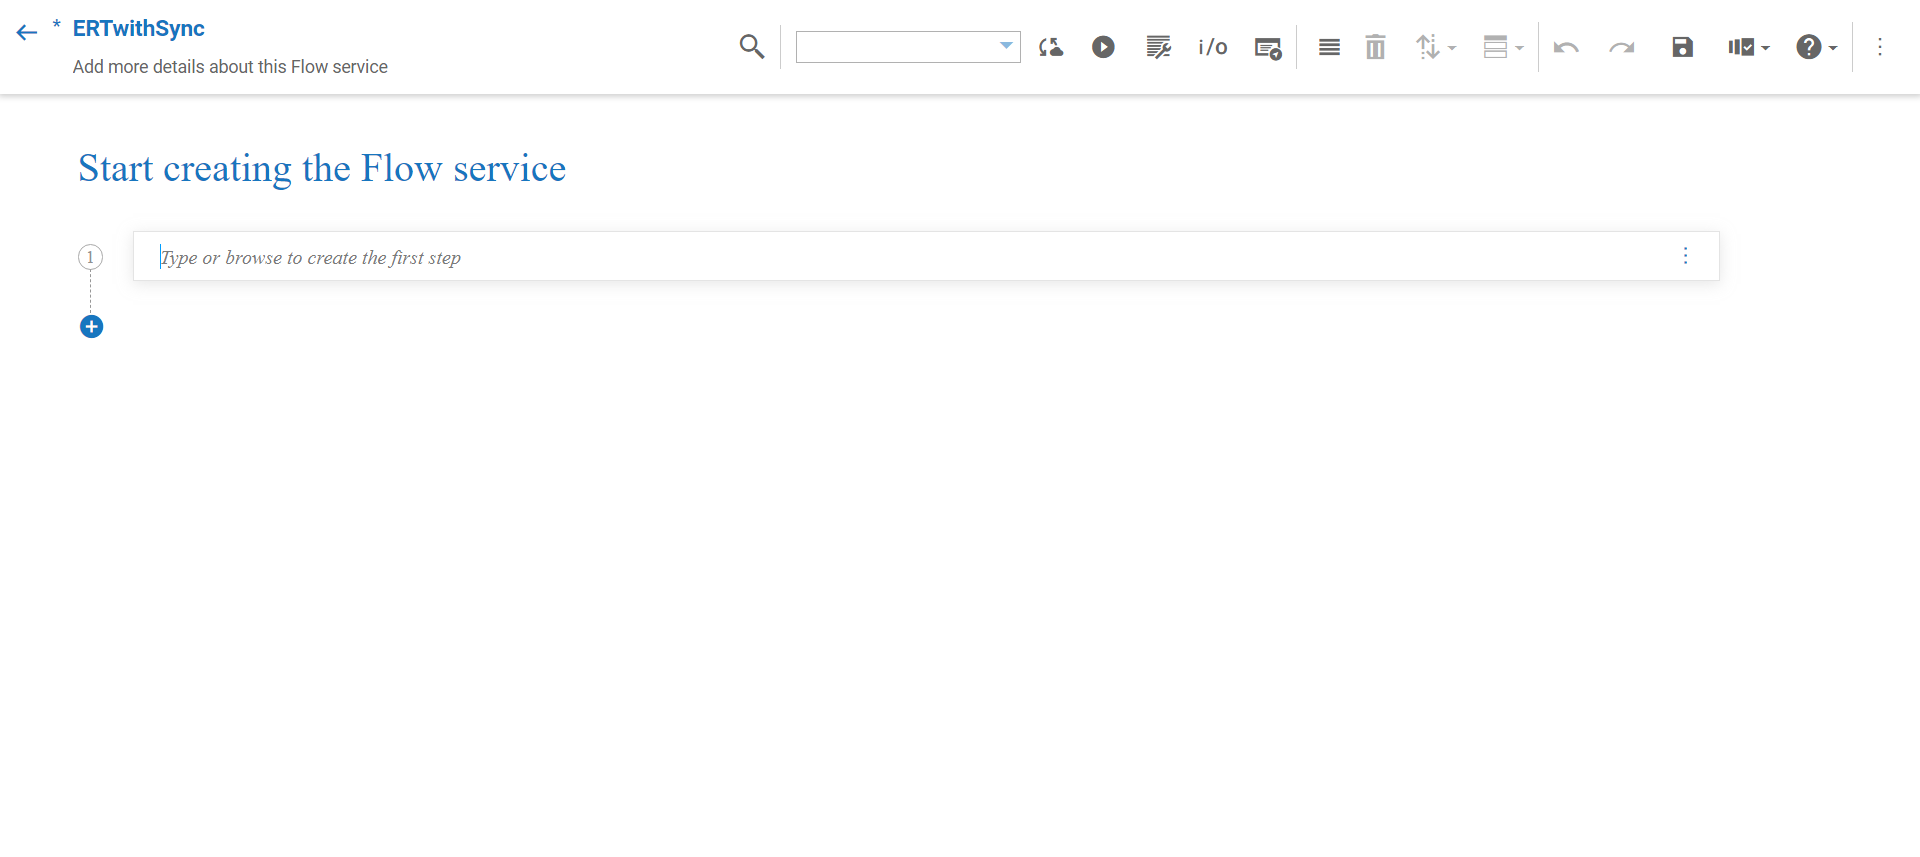 * ERTwithSync
Add more details about this Flow service
i/o
Start creating the Flow service
1
Type or browse to create the first step